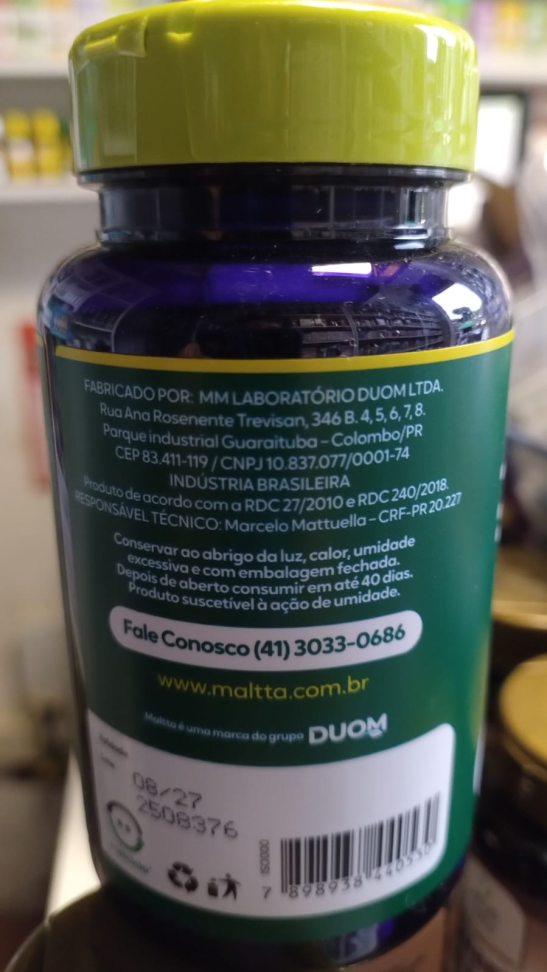 FABRICADO POR: MM LABORATÓRIO DUOM LTDA.
Rua Ana Rosenente Trevisan, 346 B. 4, 5, 6, 7, 8.
Parque industrial Guaraituba - Colombo/PR
CEP 83.411-119 / CNPJ 10.837.077/0001-74
INDÚSTRIA BRASILEIRA
Produto de acordo com a RDC 27/2010 e RDC 240/2018.
RESPONSÁVEL TÉCNICO: Marcelo Mattuella - CRF-PR 20.227
Conservar ao abrigo da luz, calor, umidade
excessiva e com embalagem fechada.
Depois de aberto consumir em até 40 dias.
Produto suscetível à ação de umidade.
Fale Conosco (41) 3033-0686
www.maltta.com.br
Maltta é uma marca do grupo DUOM
Validade
Lote
08/27
2508376
7 898938 440530